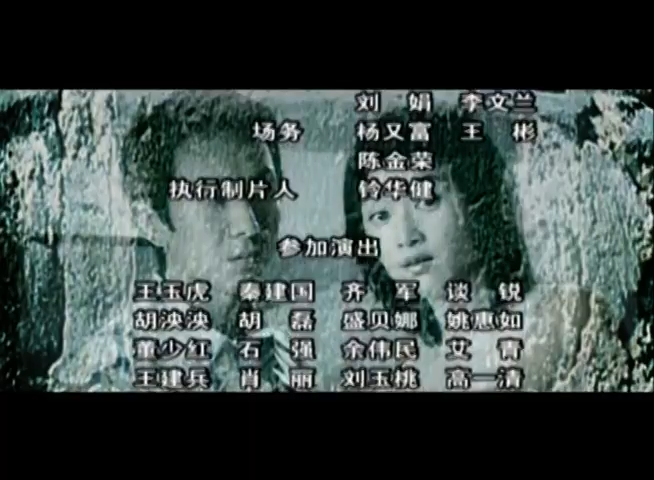 刘 娟 李文兰
场务 杨又富 王 彬
陈金荣
执行制片人 铃华健
参加演出
王玉虎 秦建国 齐 军 谈 锐
胡泱泱 胡 磊 盛贝娜 姚惠如
董少红 石 强 余伟民 艾 青
王建兵 肖 丽 刘玉桃 高一清